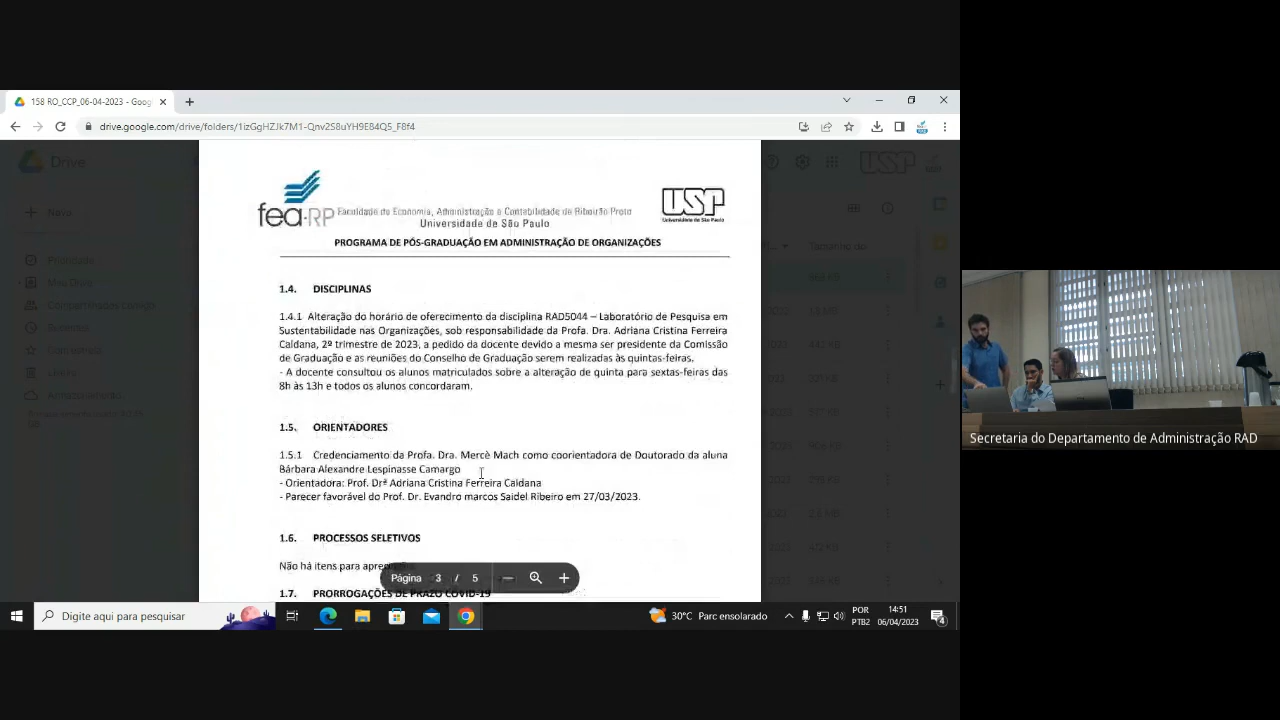 158 RO_CCP_06-04-2023 - Goog
drive.google.com/drive/folders/1izGgHZJk7M1-Qnv2S8uYH9E84Q5_F8f4
Drive
fea-RP Faculdade de Economia, Administração e Contabilidade de Ribeirão Preto
Universidade de São Paulo
USP
Universidade de São Paulo
PROGRAMA DE PÓS-GRADUAÇÃO EM ADMINISTRAÇÃO DE ORGANIZAÇÕES
1.4. DISCIPLINAS
1.4.1 Alteração do horário de oferecimento da disciplina RAD5044 – Laboratório de Pesquisa em
Sustentabilidade nas Organizações, sob responsabilidade da Profa. Dra. Adriana Cristina Ferreira
Caldana, 2º trimestre de 2023, a pedido da docente devido a mesma ser presidente da Comissão
de Graduação e as reuniões do Conselho de Graduação serem realizadas às quintas-feiras.
- A docente consultou os alunos matriculados sobre a alteração de quinta para sextas-feiras das
8h às 13h e todos os alunos concordaram.
1.5. ORIENTADORES
1.5.1 Credenciamento da Profa. Dra. Mercè Mach como coorientadora de Doutorado da aluna
Bárbara Alexandre Lespinasse Camargo
- Orientadora: Prof. Drª Adriana Cristina Ferreira Caldana
- Parecer favorável do Prof. Dr. Evandro marcos Saidel Ribeiro em 27/03/2023.
1.6. PROCESSOS SELETIVOS
Não há itens para
Página 3 / 5
1.7. PRORROGAÇÕES DE PRAZO COVID-19
Digite aqui para pesquisar
30°C Parc ensolarado
POR
PTB2
14:51
06/04/2023
4
Secretaria do Departamento de Administração RAD